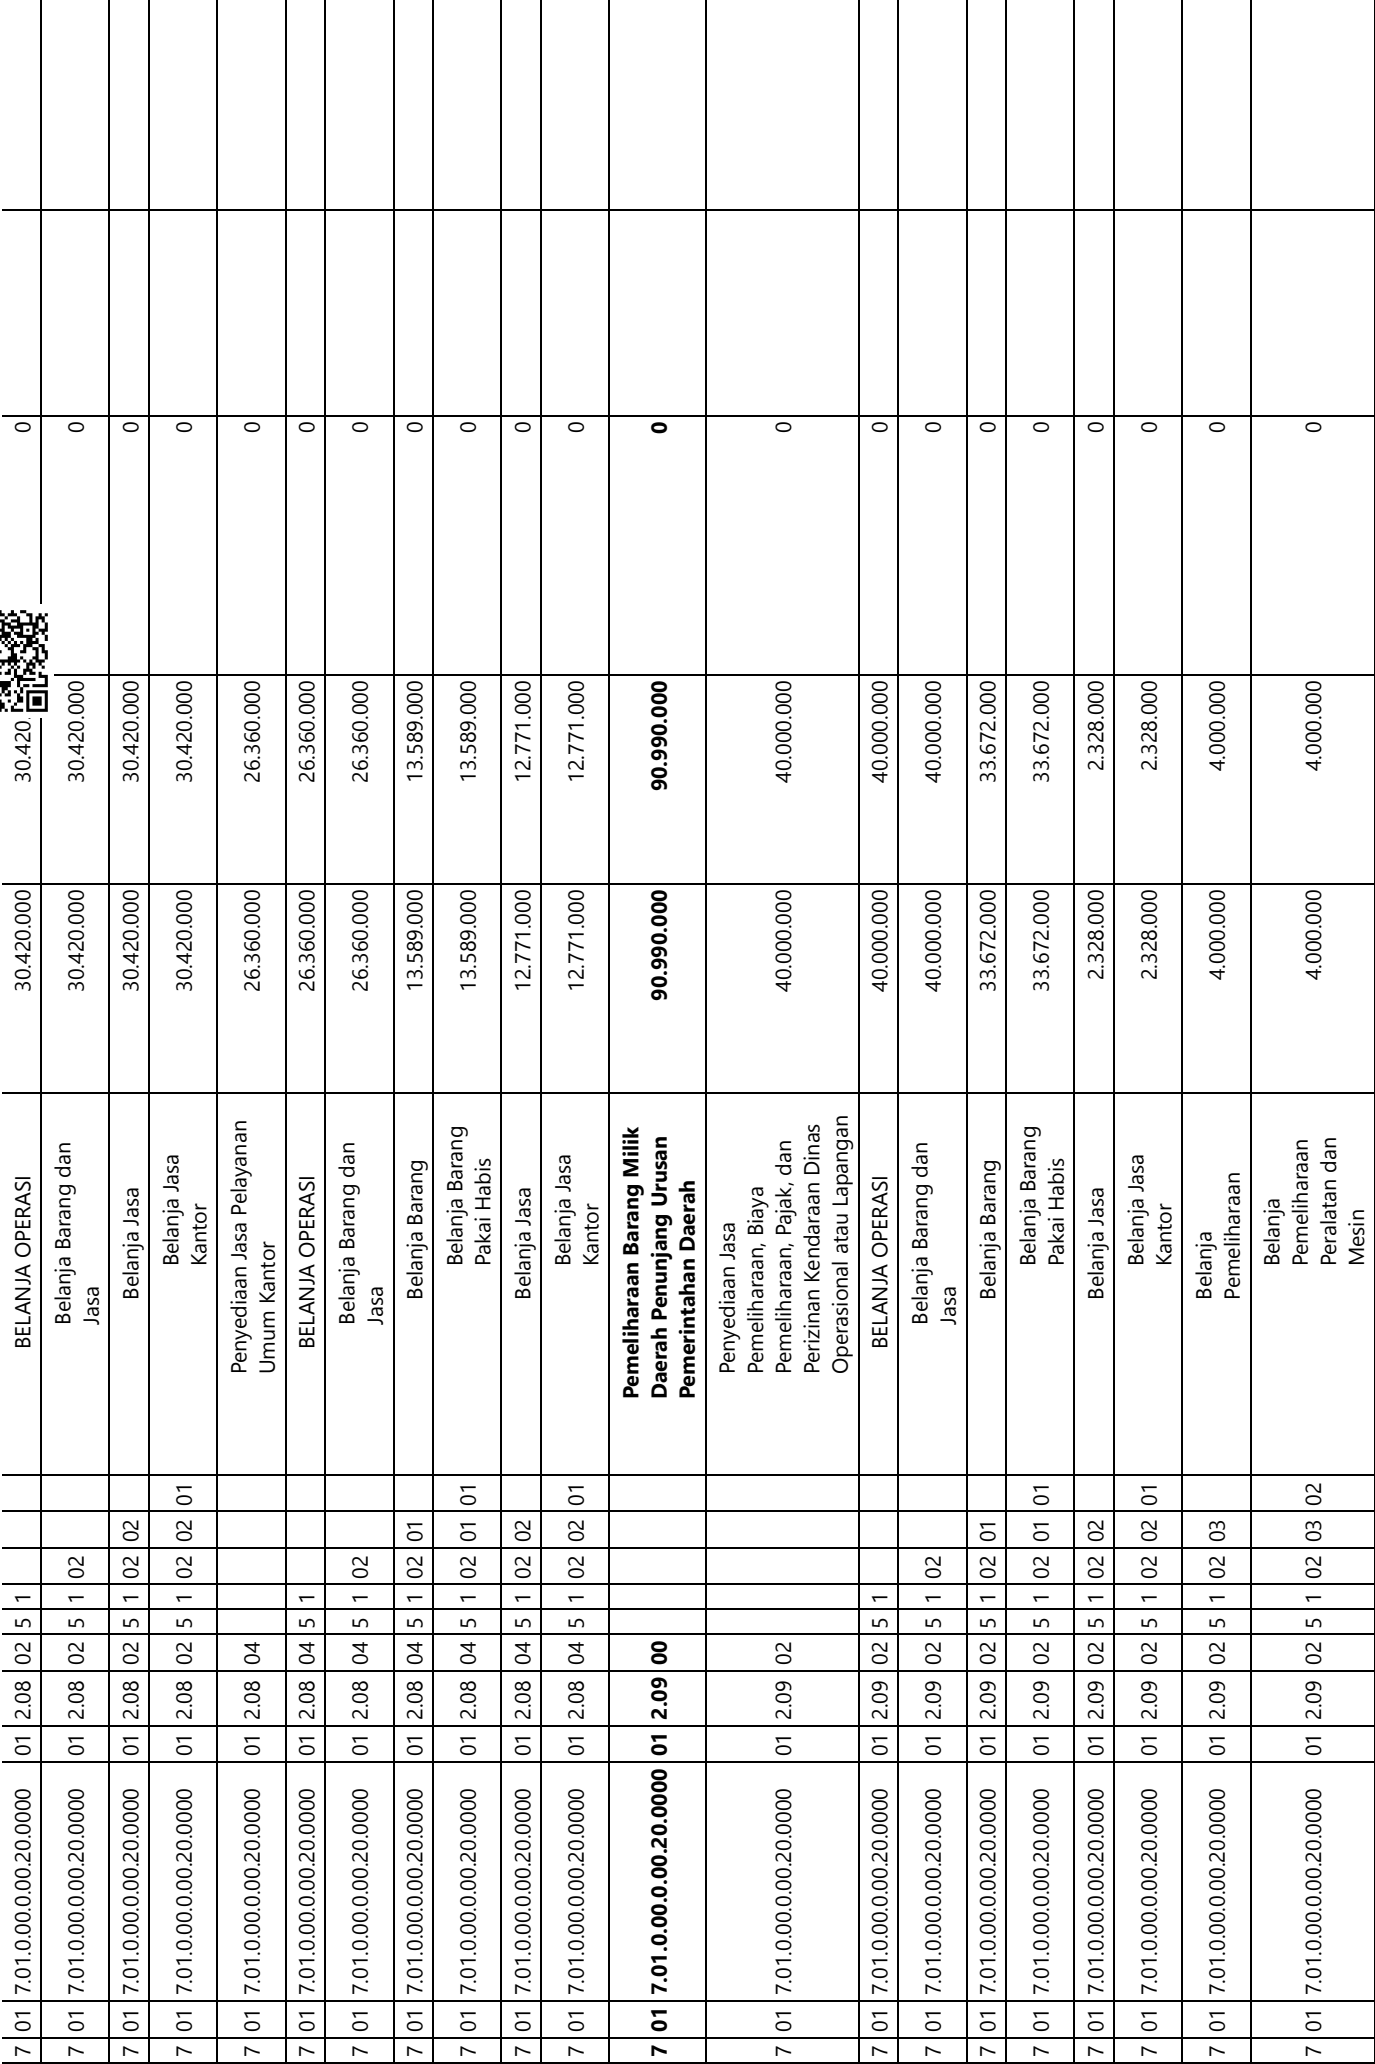 7 01 7.01.0.00.0.00.20.0000 01 2.08 02 5 1 BELANJA OPERASI 30.420.000 30.420. 0
7 01 7.01.0.00.0.00.20.0000 01 2.08 02 5 1 02 Belanja Barang dan 30.420.000 30.420.000 0
Jasa
7 01 7.01.0.00.0.00.20.0000 01 2.08 02 5 1 02 02 Belanja Jasa 30.420.000 30.420.000 0
7 01 7.01.0.00.0.00.20.0000 01 2.08 02 5 1 02 02 01 Belanja Jasa 30.420.000 30.420.000 0
Kantor
7 01 7.01.0.00.0.00.20.0000 01 2.08 04 Penyediaan Jasa Pelayanan 26.360.000 26.360.000 0
Umum Kantor
7 01 7.01.0.00.0.00.20.0000 01 2.08 04 5 1 BELANJA OPERASI 26.360.000 26.360.000 0
7 01 7.01.0.00.0.00.20.0000 01 2.08 04 5 1 02 Belanja Barang dan 26.360.000 26.360.000 0
Jasa
7 01 7.01.0.00.0.00.20.0000 01 2.08 04 5 1 02 01 Belanja Barang 13.589.000 13.589.000 0
7 01 7.01.0.00.0.00.20.0000 01 2.08 04 5 1 02 01 01 Belanja Barang 13.589.000 13.589.000 0
Pakai Habis
7 01 7.01.0.00.0.00.20.0000 01 2.08 04 5 1 02 02 Belanja Jasa 12.771.000 12.771.000 0
7 01 7.01.0.00.0.00.20.0000 01 2.08 04 5 1 02 02 01 Belanja Jasa 12.771.000 12.771.000 0
Kantor
7 01 7.01.0.00.0.00.20.0000 01 2.09 00 Pemeliharaan Barang Milik 90.990.000 90.990.000 0
Daerah Penunjang Urusan
Pemerintahan Daerah
7 01 7.01.0.00.0.00.20.0000 01 2.09 02 Penyediaan Jasa 40.000.000 40.000.000 0
Pemeliharaan, Biaya
Pemeliharaan, Pajak, dan
Perizinan Kendaraan Dinas
Operasional atau Lapangan
7 01 7.01.0.00.0.00.20.0000 01 2.09 02 5 1 BELANJA OPERASI 40.000.000 40.000.000 0
7 01 7.01.0.00.0.00.20.0000 01 2.09 02 5 1 02 Belanja Barang dan 40.000.000 40.000.000 0
Jasa
7 01 7.01.0.00.0.00.20.0000 01 2.09 02 5 1 02 01 Belanja Barang 33.672.000 33.672.000 0
7 01 7.01.0.00.0.00.20.0000 01 2.09 02 5 1 02 01 01 Belanja Barang 33.672.000 33.672.000 0
Pakai Habis
7 01 7.01.0.00.0.00.20.0000 01 2.09 02 5 1 02 02 Belanja Jasa 2.328.000 2.328.000 0
7 01 7.01.0.00.0.00.20.0000 01 2.09 02 5 1 02 02 01 Belanja Jasa 2.328.000 2.328.000 0
Kantor
7 01 7.01.0.00.0.00.20.0000 01 2.09 02 5 1 02 03 Belanja 4.000.000 4.000.000 0
Pemeliharaan
7 01 7.01.0.00.0.00.20.0000 01 2.09 02 5 1 02 03 02 Belanja 4.000.000 4.000.000 0
Pemeliharaan
Peralatan dan
Mesin